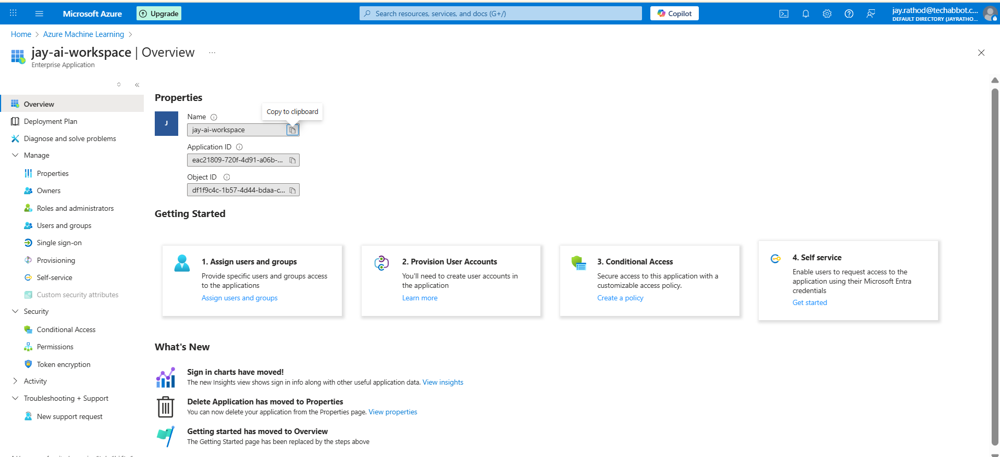 Microsoft Azure
Upgrade
Search resources, services, and docs (G+/)
Copilot
jay.rathod@techabbot.c...
DEFAULT DIRECTORY (JAYRATHO...
Home > Azure Machine Learning >
jay-ai-workspace | Overview ...
Enterprise Application
Overview
Deployment Plan
Diagnose and solve problems
Manage
Properties
Owners
Roles and administrators
Users and groups
Single sign-on
Provisioning
Self-service
Custom security attributes
Security
Conditional Access
Permissions
Token encryption
Activity
Troubleshooting + Support
New support request
Properties
Copy to clipboard
J
Name
jay-ai-workspace
Application ID
eac21809-720f-4d91-a06b-...
Object ID
df1f9c4c-1b57-4d44-bdaa-c...
Getting Started
1. Assign users and groups
Provide specific users and groups access
to the applications
Assign users and groups
2. Provision User Accounts
You'll need to create user accounts in
the application
Learn more
3. Conditional Access
Secure access to this application with a
customizable access policy.
Create a policy
4. Self service
Enable users to request access to the
application using their Microsoft Entra
credentials
Get started
What's New
Sign in charts have moved!
The new Insights view shows sign in info along with other useful application data. View insights
Delete Application has moved to Properties
You can now delete your application from the Properties page. View properties
Getting started has moved to Overview
The Getting Started page has been replaced by the steps above